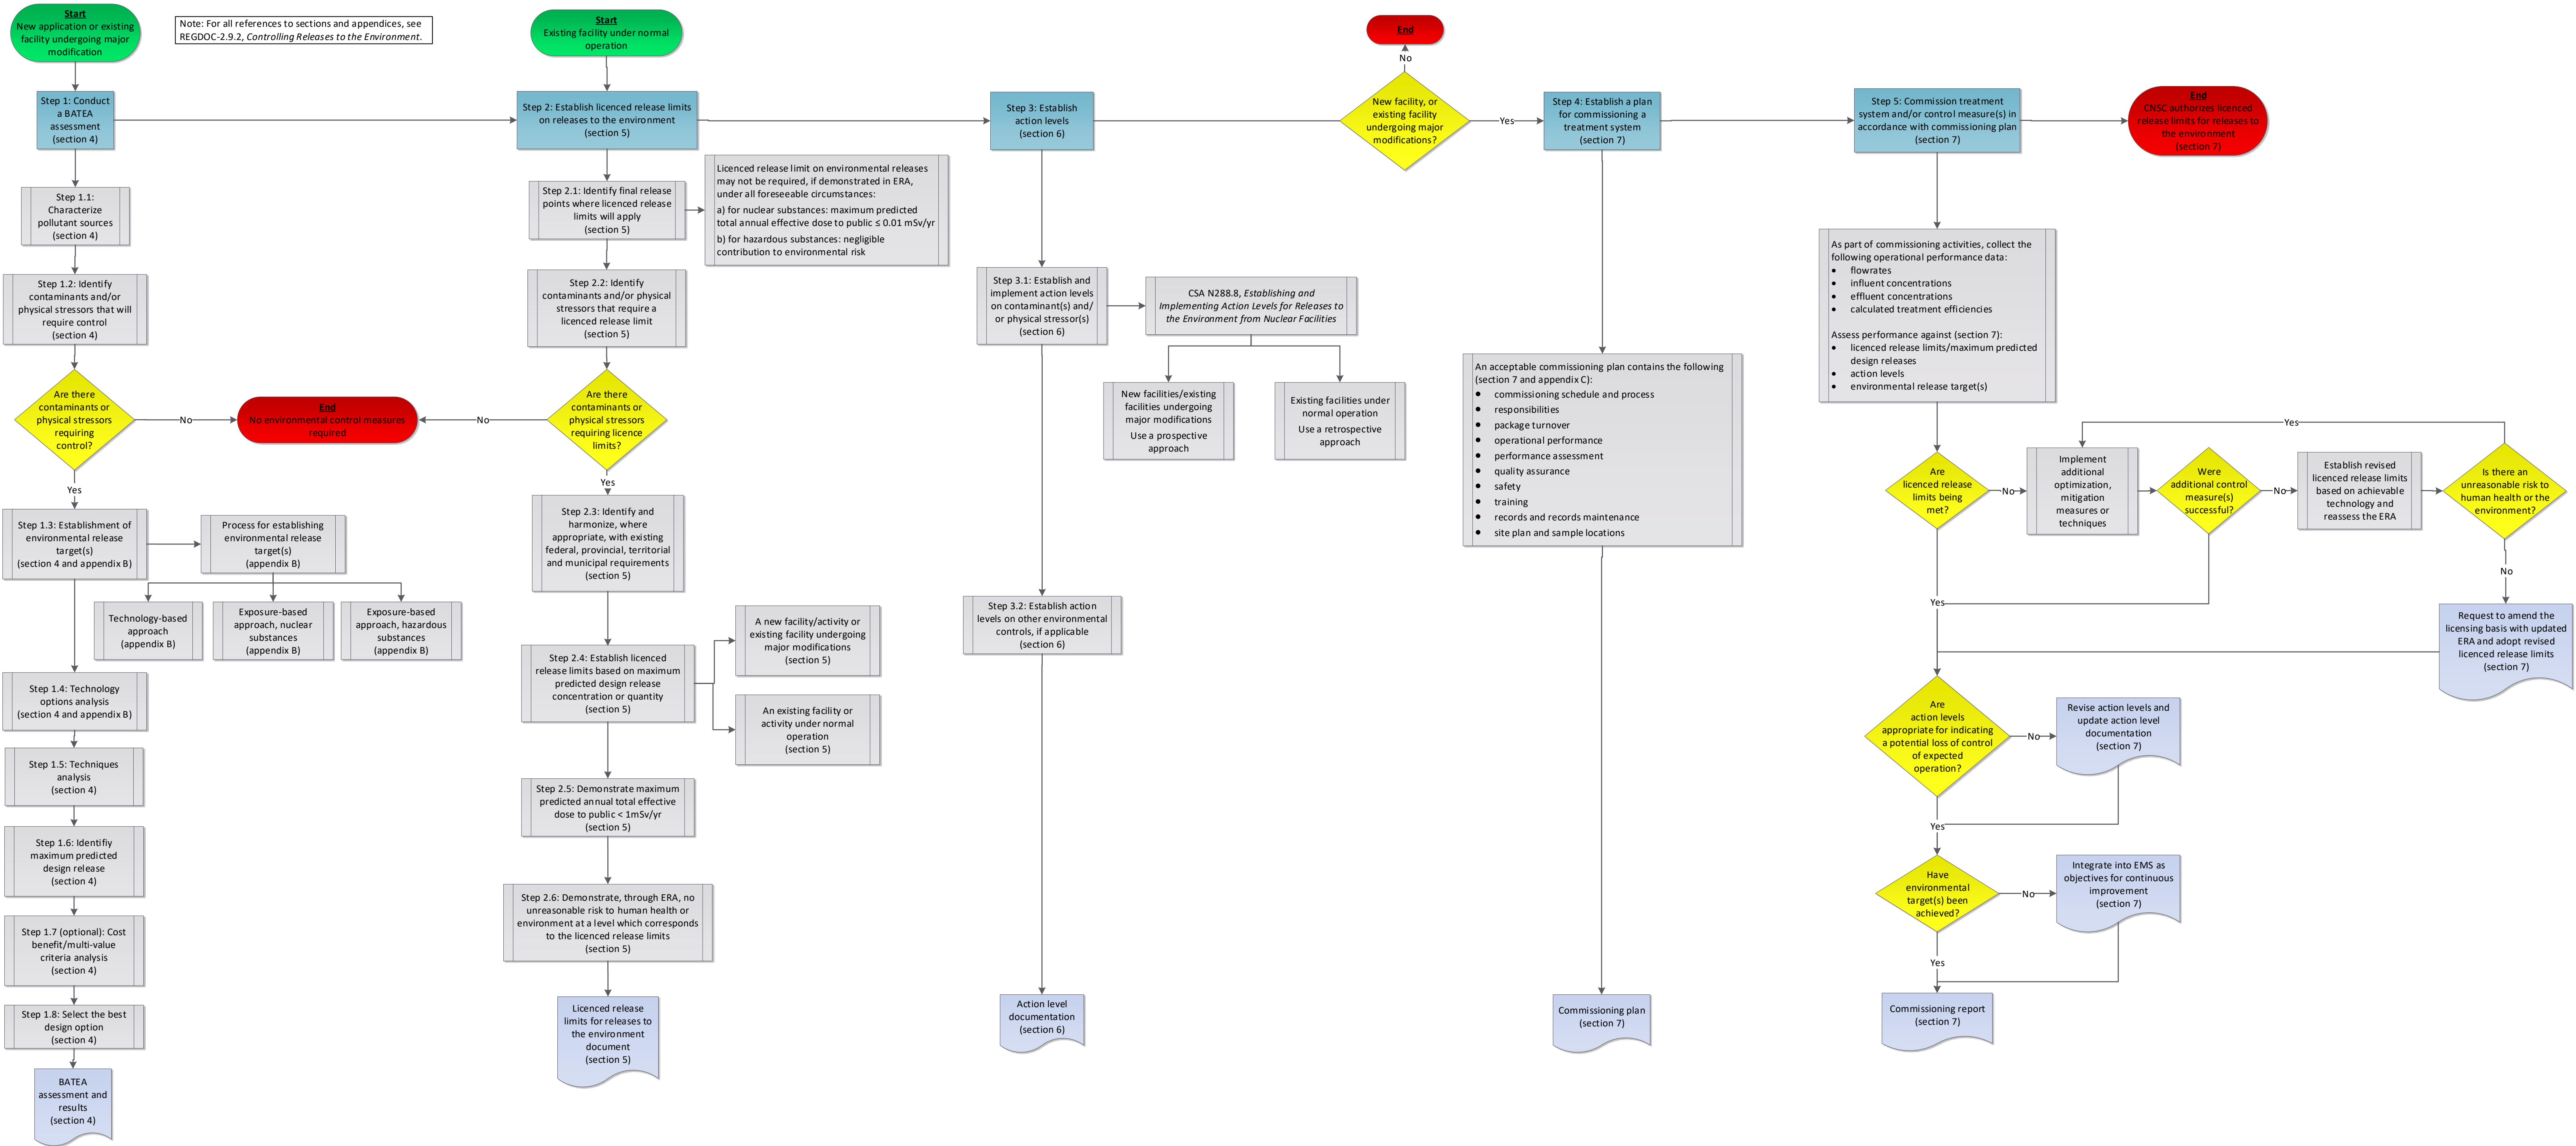 Start
New application or existing
facility undergoing major
modification
Note: For all references to sections and appendices, see
REGDOC-2.9.2, Controlling Releases to the Environment.
Start
Existing facility under normal
operation
End
No
Step 1: Conduct
a BATEA
assessment
(section 4)
Step 2: Establish licenced release limits
on releases to the environment
(section 5)
Step 3: Establish
action levels
(section 6)
New facility, or
existing facility
undergoing major
modifications?
Yes
Step 4: Establish a plan
for commissioning a
treatment system
(section 7)
Step 5: Commission treatment
system and/or control measure(s) in
accordance with commissioning plan
(section 7)
End
CNSC authorizes licenced
release limits for releases to
the environment
(section 7)
Step 1.1:
Characterize
pollutant sources
(section 4)
Step 1.2: Identify
contaminants and/or
physical stressors that will
require control
(section 4)
Are there
contaminants or
physical stressors
requiring
control?
No
End
No environmental control measures
required
Yes
Step 1.3: Establishment of
environmental release
target(s)
(section 4 and appendix B)
Process for establishing
environmental release
target(s)
(appendix B)
Technology-based
approach
(appendix B)
Exposure-based
approach, nuclear
substances
(appendix B)
Exposure-based
approach, hazardous
substances
(appendix B)
Step 1.4: Technology
options analysis
(section 4 and appendix B)
Step 1.5: Techniques
analysis
(section 4)
Step 1.6: Identifiy
maximum predicted
design release
(section 4)
Step 1.7 (optional): Cost
benefit/multi-value
criteria analysis
(section 4)
Step 1.8: Select the best
design option
(section 4)
BATEA
assessment and
results
(section 4)
Step 2.1: Identify final release
points where licenced release
limits will apply
(section 5)
Licenced release limit on environmental releases
may not be required, if demonstrated in ERA,
under all foreseeable circumstances:
a) for nuclear substances: maximum predicted
total annual effective dose to public ≤ 0.01 mSv/yr
b) for hazardous substances: negligible
contribution to environmental risk
Step 2.2: Identify
contaminants and/or physical
stressors that require a
licenced release limit
(section 5)
Are there
contaminants or
physical stressors
requiring licence
limits?
No
Yes
Step 2.3: Identify and
harmonize, where
appropriate, with existing
federal, provincial, territorial
and municipal requirements
(section 5)
Step 2.4: Establish licenced
release limits based on maximum
predicted design release
concentration or quantity
(section 5)
A new facility/activity or
existing facility undergoing
major modifications
(section 5)
An existing facility or
activity under normal
operation
(section 5)
Step 2.5: Demonstrate maximum
predicted annual total effective
dose to public < 1mSv/yr
(section 5)
Step 2.6: Demonstrate, through ERA, no
unreasonable risk to human health or
environment at a level which corresponds
to the licenced release limits
(section 5)
Licenced release
limits for releases to
the environment
document
(section 5)
Step 3.1: Establish and
implement action levels
on contaminant(s) and/
or physical stressor(s)
(section 6)
CSA N288.8, Establishing and
Implementing Action Levels for Releases to
the Environment from Nuclear Facilities
New facilities/existing
facilities undergoing
major modifications
Use a prospective
approach
Existing facilities under
normal operation
Use a retrospective
approach
Step 3.2: Establish action
levels on other environmental
controls, if applicable
(section 6)
Action level
documentation
(section 6)
An acceptable commissioning plan contains the following
(section 7 and appendix C):
• commissioning schedule and process
• responsibilities
• package turnover
• operational performance
• performance assessment
• quality assurance
• safety
• training
• records and records maintenance
• site plan and sample locations
Commissioning plan
(section 7)
As part of commissioning activities, collect the
following operational performance data:
• flowrates
• influent concentrations
• effluent concentrations
• calculated treatment efficiencies
Assess performance against (section 7):
• licenced release limits/maximum predicted
design releases
• action levels
• environmental release target(s)
Are
licenced release
limits being
met?
No
Implement
additional
optimization,
mitigation
measures or
techniques
Were
additional control
measure(s)
successful?
No
Establish revised
licenced release limits
based on achievable
technology and
reassess the ERA
Is there an
unreasonable risk to
human health or the
environment?
Yes
No
Request to amend the
licensing basis with updated
ERA and adopt revised
licenced release limits
(section 7)
Yes
Are
action levels
appropriate for indicating
a potential loss of control
of expected
operation?
No
Revise action levels and
update action level
documentation
(section 7)
Yes
Have
environmental
target(s) been
achieved?
No
Integrate into EMS as
objectives for continuous
improvement
(section 7)
Yes
Commissioning report
(section 7)